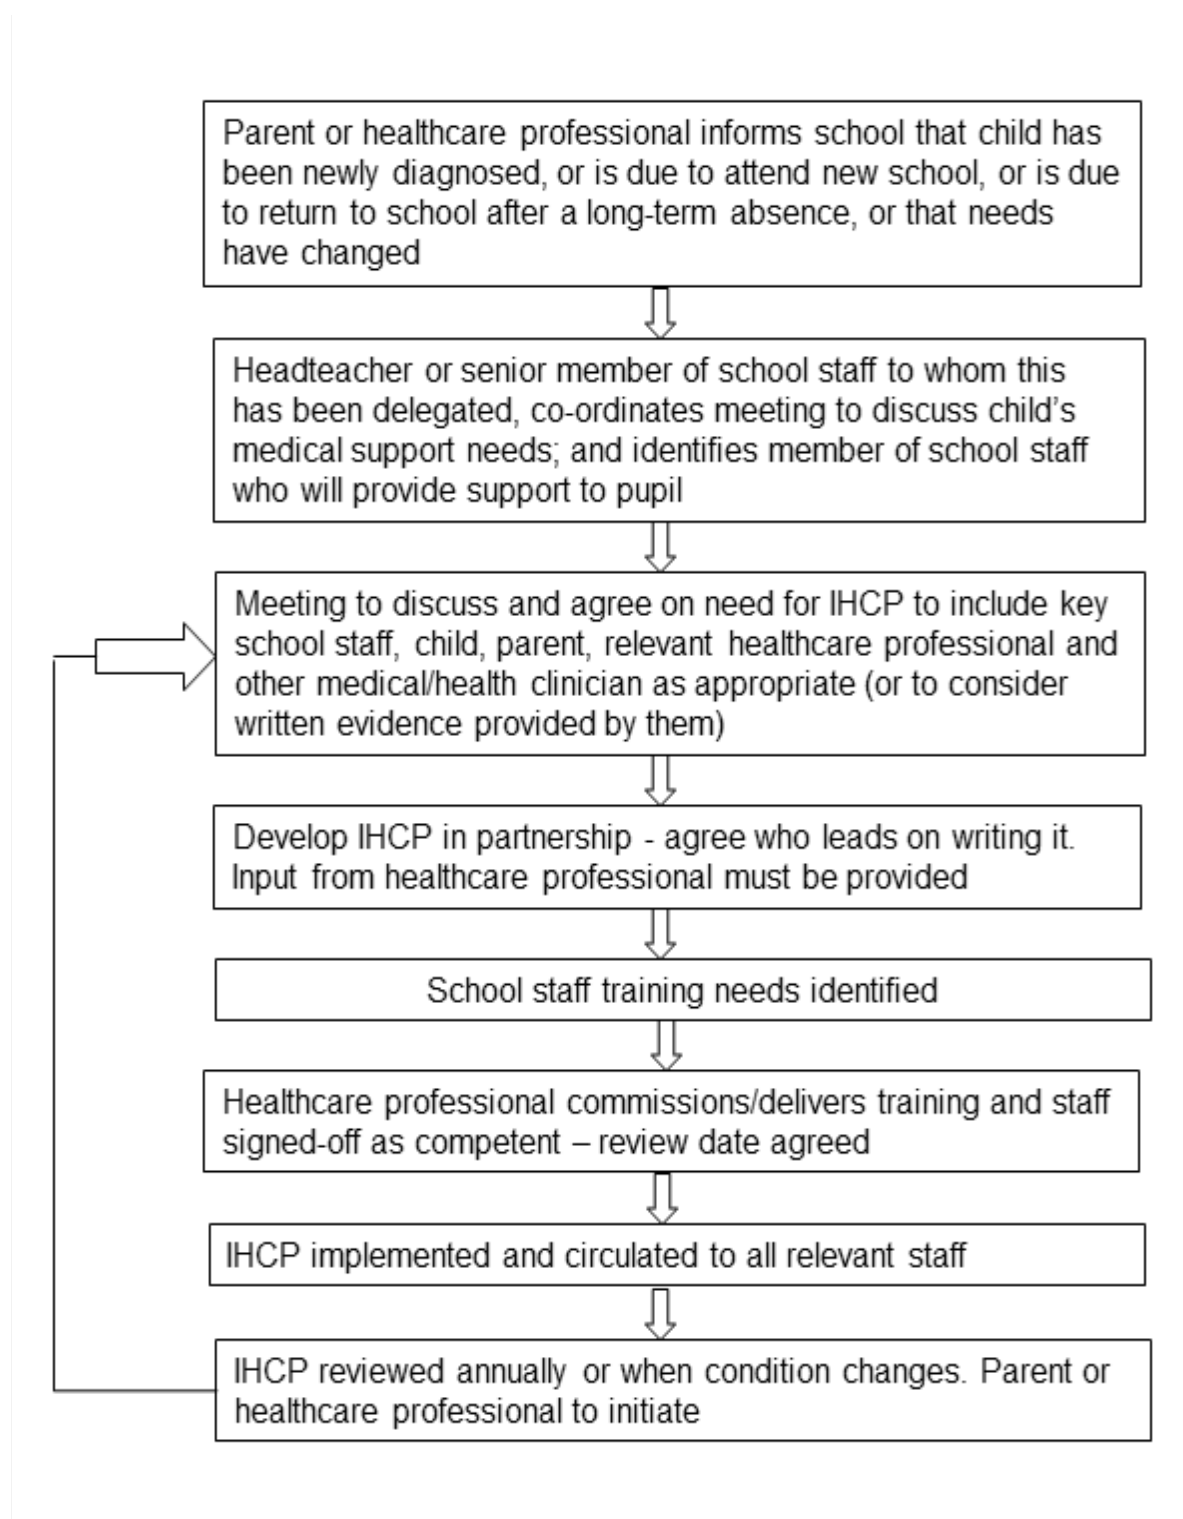 Parent or healthcare professional informs school that child has
been newly diagnosed, or is due to attend new school, or is due
to return to school after a long-term absence, or that needs
have changed
Headteacher or senior member of school staff to whom this
has been delegated, co-ordinates meeting to discuss child’s
medical support needs; and identifies member of school staff
who will provide support to pupil
Meeting to discuss and agree on need for IHCP to include key
school staff, child, parent, relevant healthcare professional and
other medical/health clinician as appropriate (or to consider
written evidence provided by them)
Develop IHCP in partnership - agree who leads on writing it.
Input from healthcare professional must be provided
School staff training needs identified
Healthcare professional commissions/delivers training and staff
signed-off as competent – review date agreed
IHCP implemented and circulated to all relevant staff
IHCP reviewed annually or when condition changes. Parent or
healthcare professional to initiate